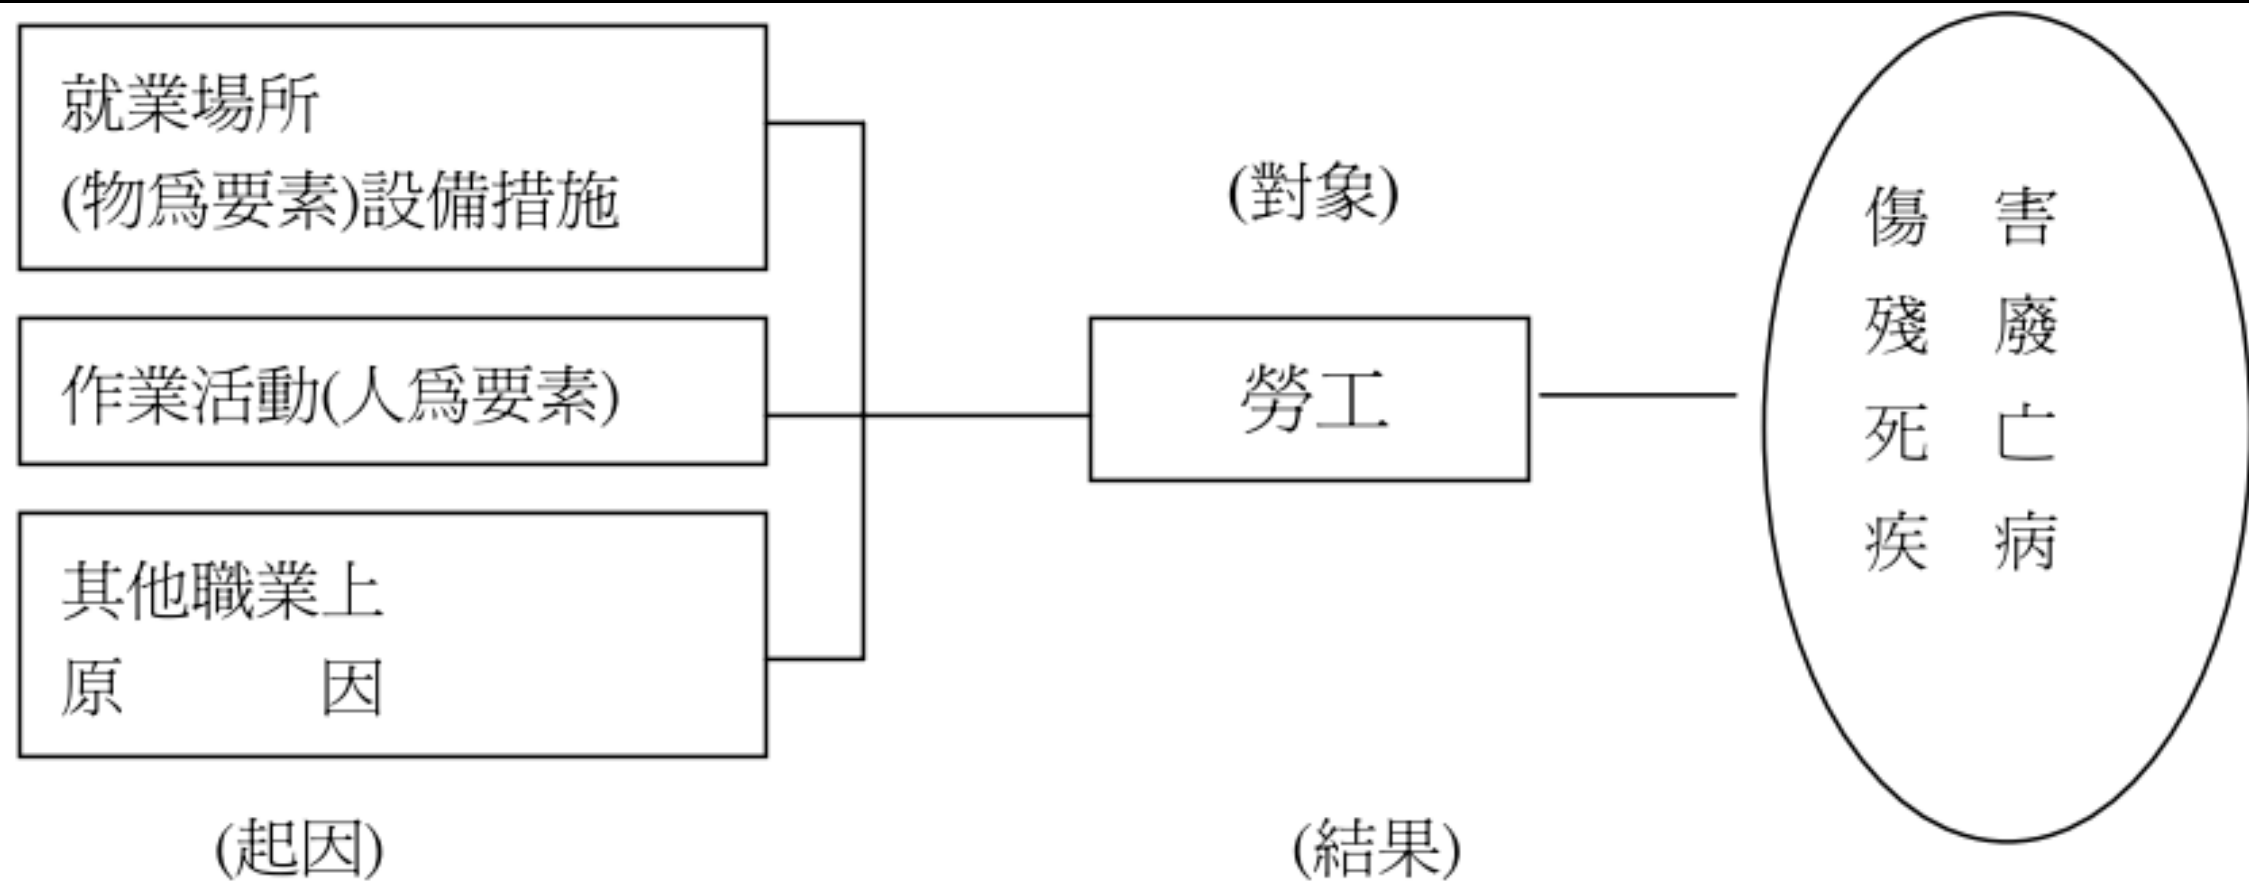 就業場所
(物爲要素)設備措施
作業活動(人爲要素)
其他職業上
原　　　因
(起因)
(對象)
勞工
(結果)
傷　害
殘　廢
死　亡
疾　病